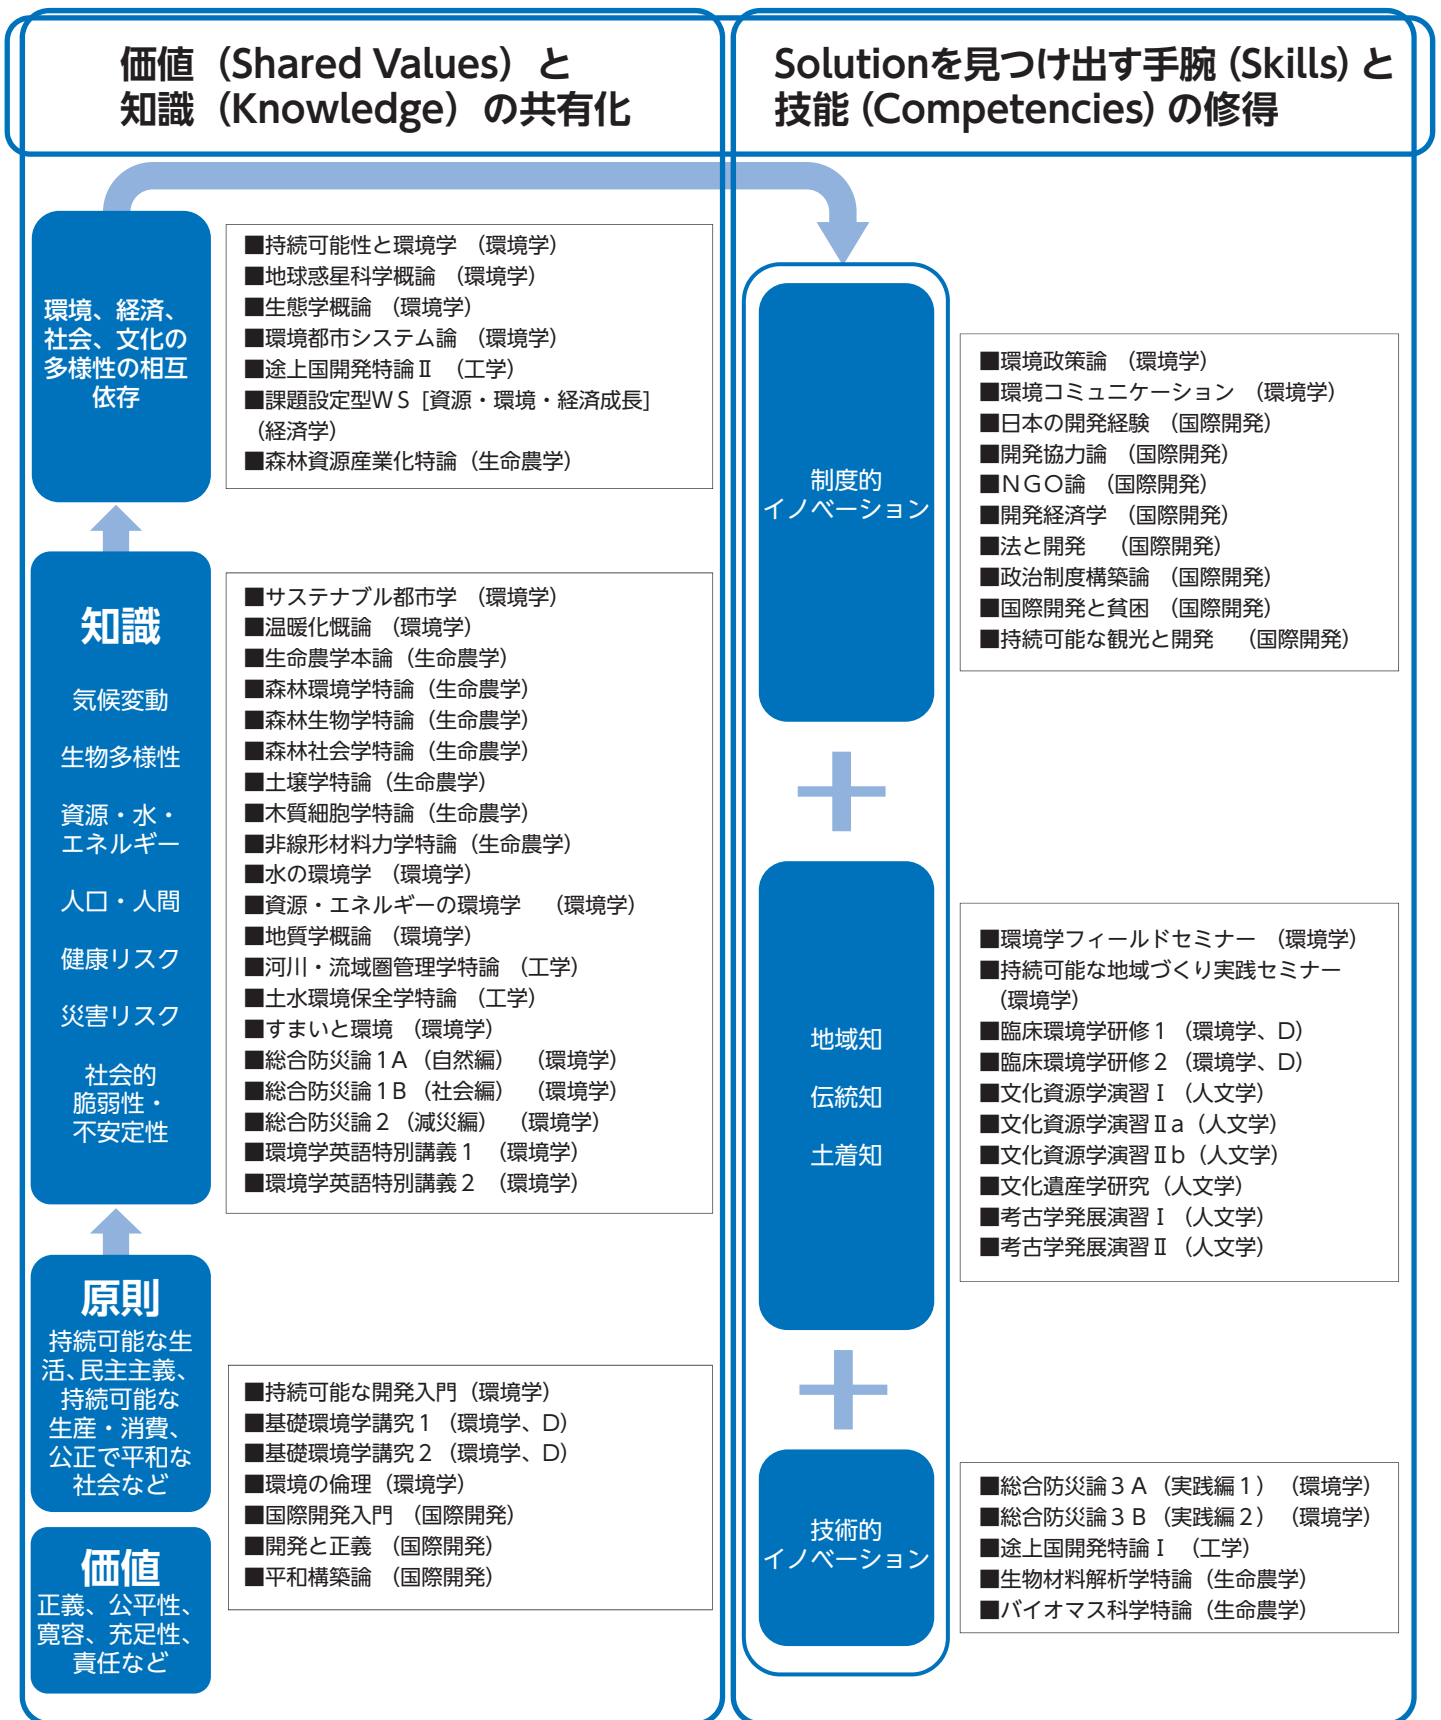 価値（Shared Values）と
知識（Knowledge）の共有化
環境、経済、
社会、文化の
多様性の相互
依存
■持続可能性と環境学　（環境学）
■地球惑星科学概論　（環境学）
■生態学概論　（環境学）
■環境都市システム論　（環境学）
■途上国開発特論Ⅱ　（工学）
■課題設定型ＷＳ［資源・環境・経済成長］
（経済学）
■森林資源産業化特論（生命農学）
知識
気候変動
生物多様性
資源・水・
エネルギー
人口・人間
健康リスク
災害リスク
社会的
脆弱性・
不安定性
■サステナブル都市学　（環境学）
■温暖化慨論　（環境学）
■生命農学本論（生命農学）
■森林環境学特論（生命農学）
■森林生物学特論（生命農学）
■森林社会学特論（生命農学）
■土壌学特論（生命農学）
■木質細胞学特論（生命農学）
■非線形材料力学特論（生命農学）
■水の環境学　（環境学）
■資源・エネルギーの環境学　　（環境学）
■地質学概論　（環境学）
■河川・流域圏管理学特論　（工学）
■土水環境保全学特論　（工学）
■すまいと環境　（環境学）
■総合防災論１A（自然編）　（環境学）
■総合防災論１B（社会編）　（環境学）
■総合防災論２（減災編）　（環境学）
■環境学英語特別講義１　（環境学）
■環境学英語特別講義２　（環境学）
原則
持続可能な生
活、民主主義、
持続可能な
生産・消費、
公正で平和な
社会など
価値
正義、公平性、
寛容、充足性、
責任など
■持続可能な開発入門（環境学）
■基礎環境学講究１（環境学、D）
■基礎環境学講究２（環境学、D）
■環境の倫理（環境学）
■国際開発入門（国際開発）
■開発と正義　（国際開発）
■平和構築論　（国際開発）
Solutionを見つけ出す手腕 (Skills) と
技能 (Competencies) の修得
制度的
イノベーション
■環境政策論　（環境学）
■環境コミュニケーション　（環境学）
■日本の開発経験　（国際開発）
■開発協力論　（国際開発）
■ＮＧＯ論　（国際開発）
■開発経済学　（国際開発）
■法と開発　　（国際開発）
■政治制度構築論　（国際開発）
■国際開発と貧困　（国際開発）
■持続可能な観光と開発　　（国際開発）
＋
地域知
伝統知
土着知
■環境学フィールドセミナー　（環境学）
■持続可能な地域づくり実践セミナー
（環境学）
■臨床環境学研修１（環境学、D）
■臨床環境学研修２（環境学、D）
■文化資源学演習Ⅰ（人文学）
■文化資源学演習Ⅱａ（人文学）
■文化資源学演習Ⅱｂ（人文学）
■文化遺産学研究（人文学）
■考古学発展演習Ⅰ（人文学）
■考古学発展演習Ⅱ（人文学）
＋
技術的
イノベーション
■総合防災論３Ａ（実践編１）　（環境学）
■総合防災論３Ｂ（実践編２）　（環境学）
■途上国開発特論Ⅰ　（工学）
■生物材料解析学特論（生命農学）
■バイオマス科学特論（生命農学）